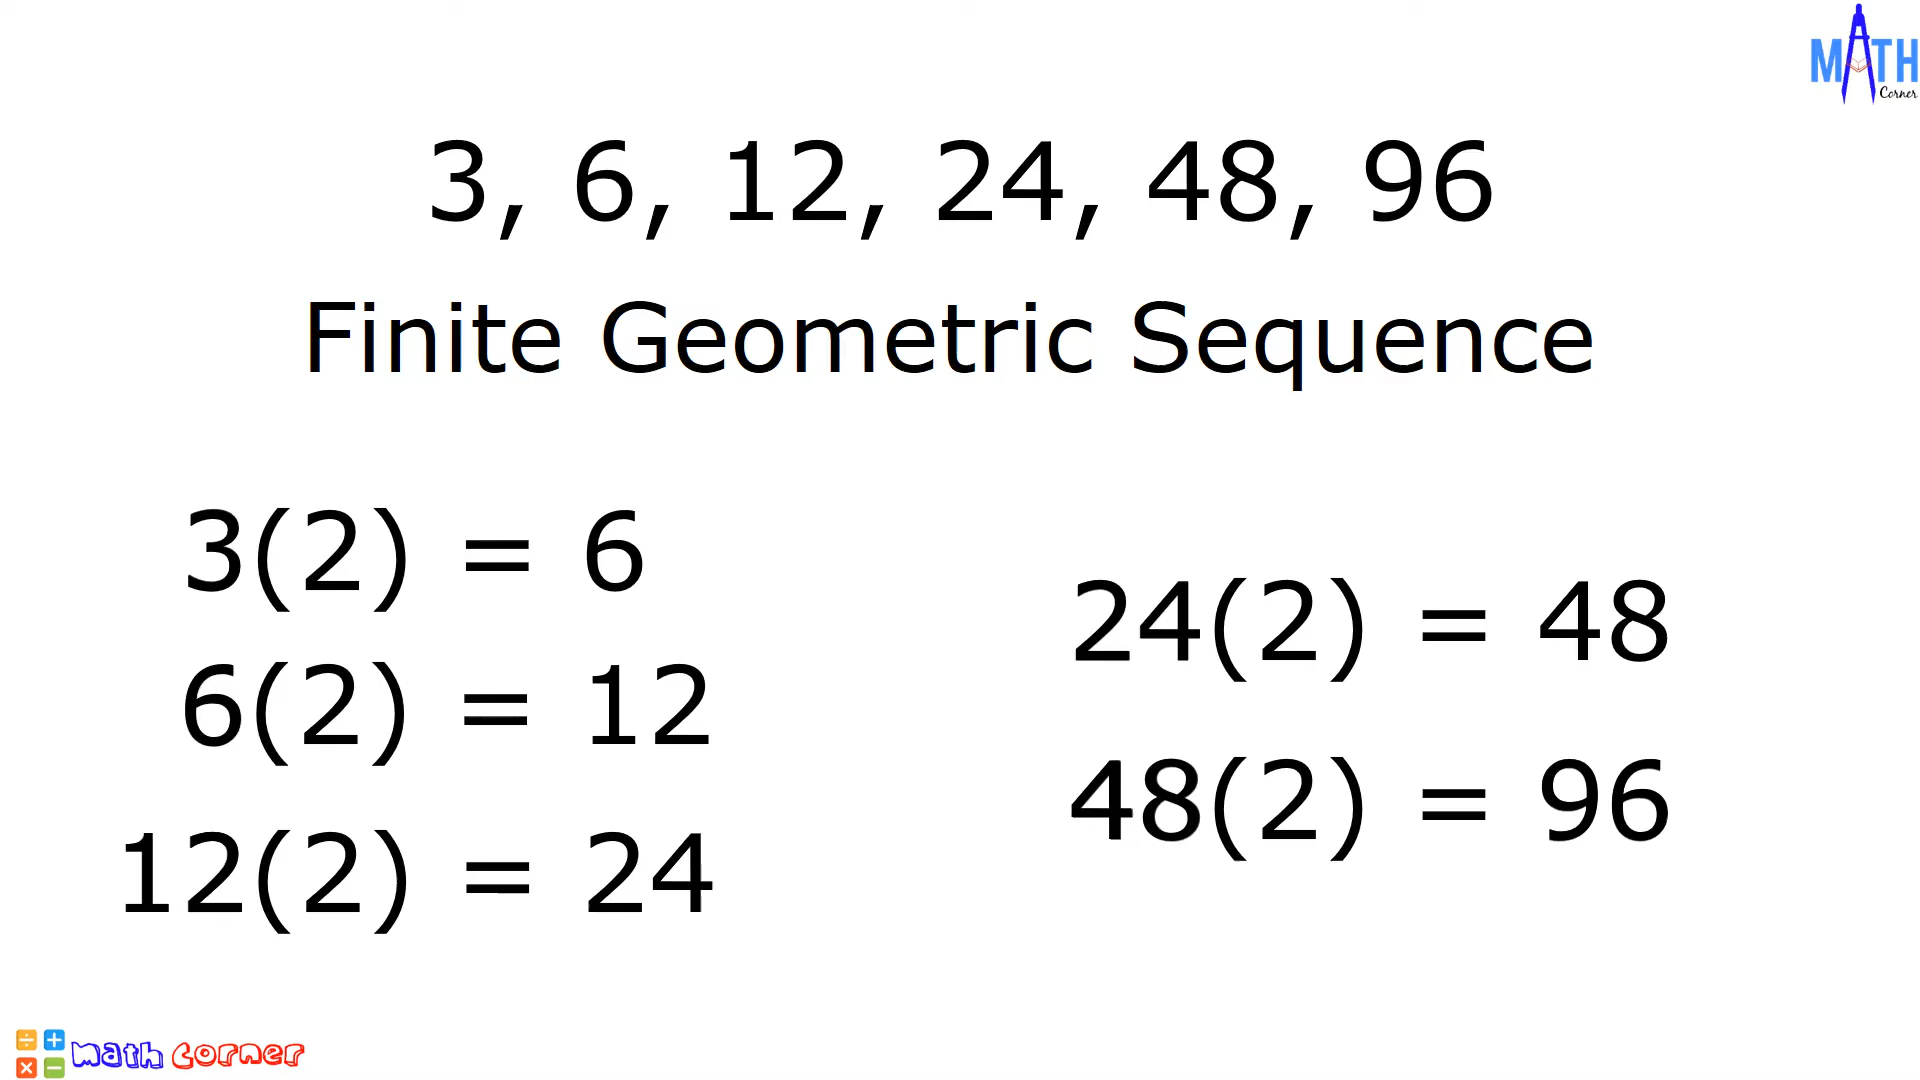 MATH
Corner
3, 6, 12, 24, 48, 96
Finite Geometric Sequence
3(2) = 6
6(2) = 12
12(2) = 24
24(2) = 48
48(2) = 96
÷ +
× −
math corner